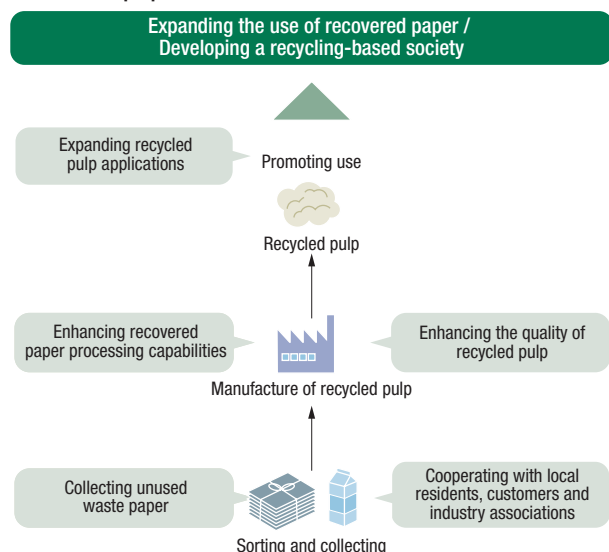 Expanding the use of recovered paper /
Developing a recycling-based society
Expanding recycled
pulp applications
Promoting use
Recycled pulp
Enhancing recovered
paper processing capabilities
Enhancing the quality of
recycled pulp
Manufacture of recycled pulp
Collecting unused
waste paper
Cooperating with local
residents, customers and
industry associations
Sorting and collecting